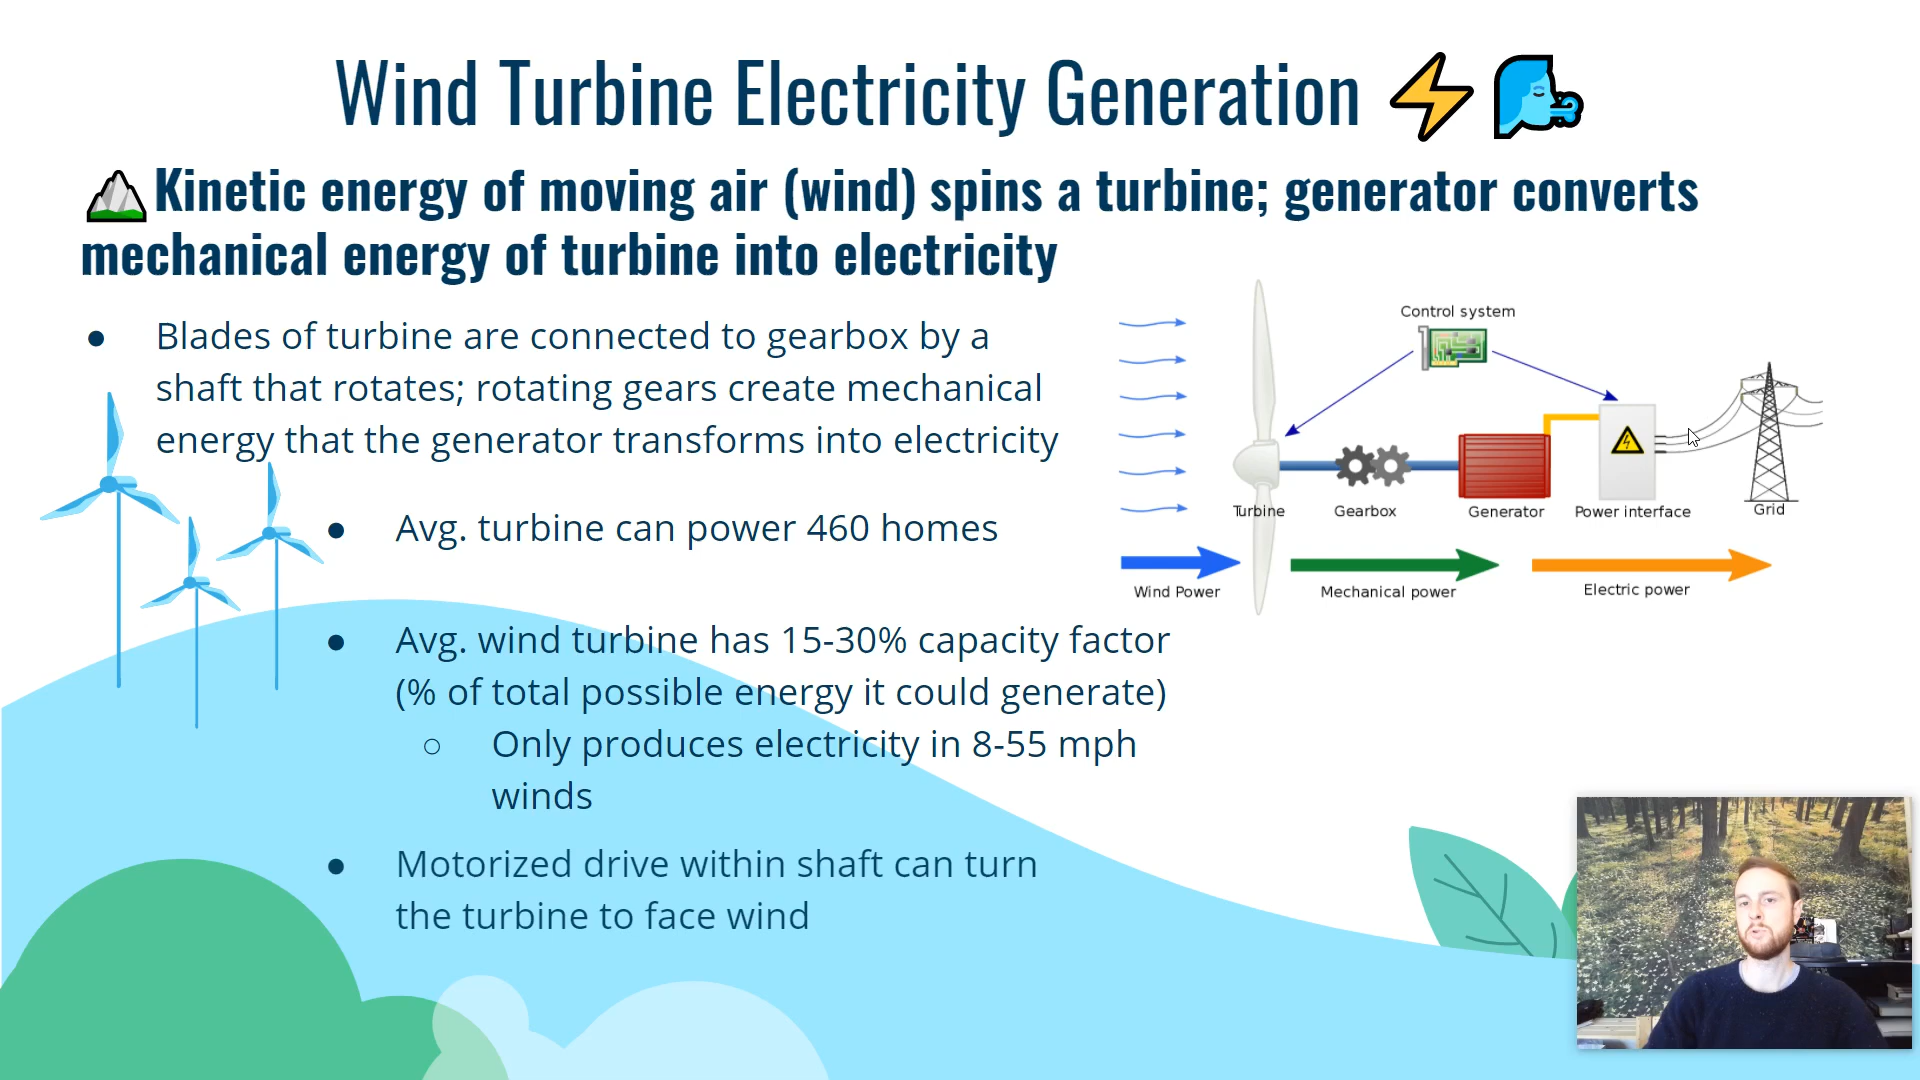 Wind Turbine Electricity Generation
Kinetic energy of moving air (wind) spins a turbine; generator converts
mechanical energy of turbine into electricity
● Blades of turbine are connected to gearbox by a
shaft that rotates; rotating gears create mechanical
energy that the generator transforms into electricity
● Avg. turbine can power 460 homes
● Avg. wind turbine has 15-30% capacity factor
(% of total possible energy it could generate)
○ Only produces electricity in 8-55 mph
winds
● Motorized drive within shaft can turn
the turbine to face wind
Control system
Turbine
Gearbox
Generator
Power interface
Grid
Wind Power
Mechanical power
Electric power